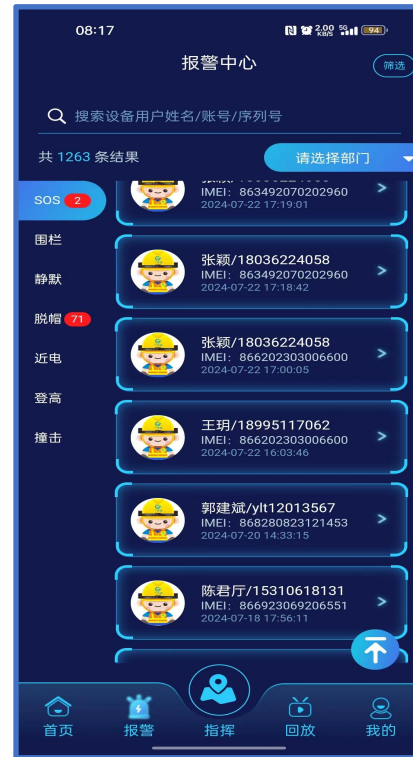 08:17
2.00 KB/S 5G 94
报警中心
筛选
搜索设备用户姓名/账号/序列号
共 1263 条结果
请选择部门
SOS 2
围栏
静默
脱帽 71
近电
登高
撞击
IMEI: 863492070202960
2024-07-22 17:19:01
张颖/18036224058
IMEI: 863492070202960
2024-07-22 17:18:42
张颖/18036224058
IMEI: 866202303006600
2024-07-22 17:00:05
王玥/18995117062
IMEI: 866202303006600
2024-07-22 16:03:46
郭建斌/ylt12013567
IMEI: 868280823121453
2024-07-20 14:33:15
陈君厅/15310618131
IMEI: 866923069206551
2024-07-18 17:56:11
首页
报警
指挥
回放
我的